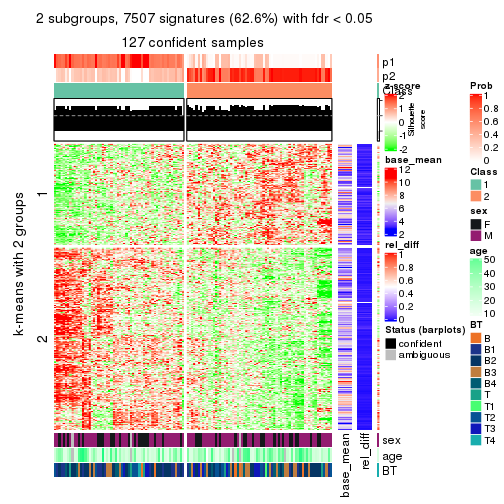 2 subgroups, 7507 signatures (62.6%) with fdr < 0.05
127 confident samples
p1
p2
Class
Silhouette
score
k-means with 2 groups
1
2
base_mean
rel_diff
sex
age
BT
z-score
2
1
0
-1
-2
base_mean
12
10
8
6
4
2
rel_diff
1
0.8
0.6
0.4
0.2
0
Status (barplots)
confident
ambiguous
Prob
1
0.8
0.6
0.4
0.2
0
Class
1
2
sex
F
M
age
50
40
30
20
10
BT
B
B1
B2
B3
B4
T
T1
T2
T3
T4